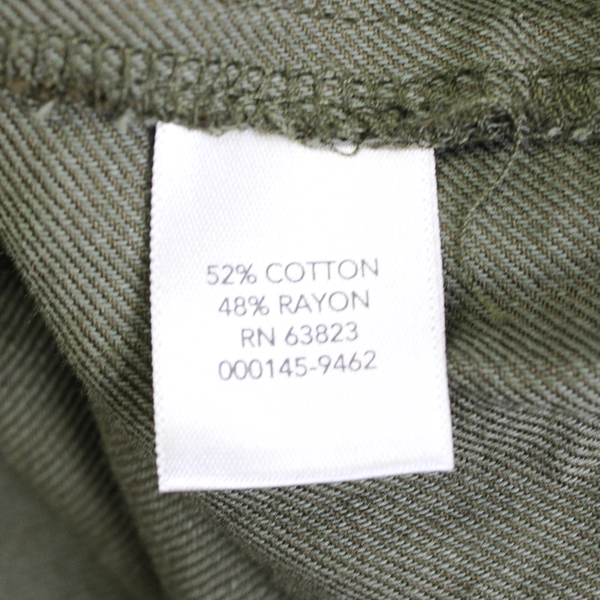 52% COTTON
48% RAYON
RN 63823
000145-9462